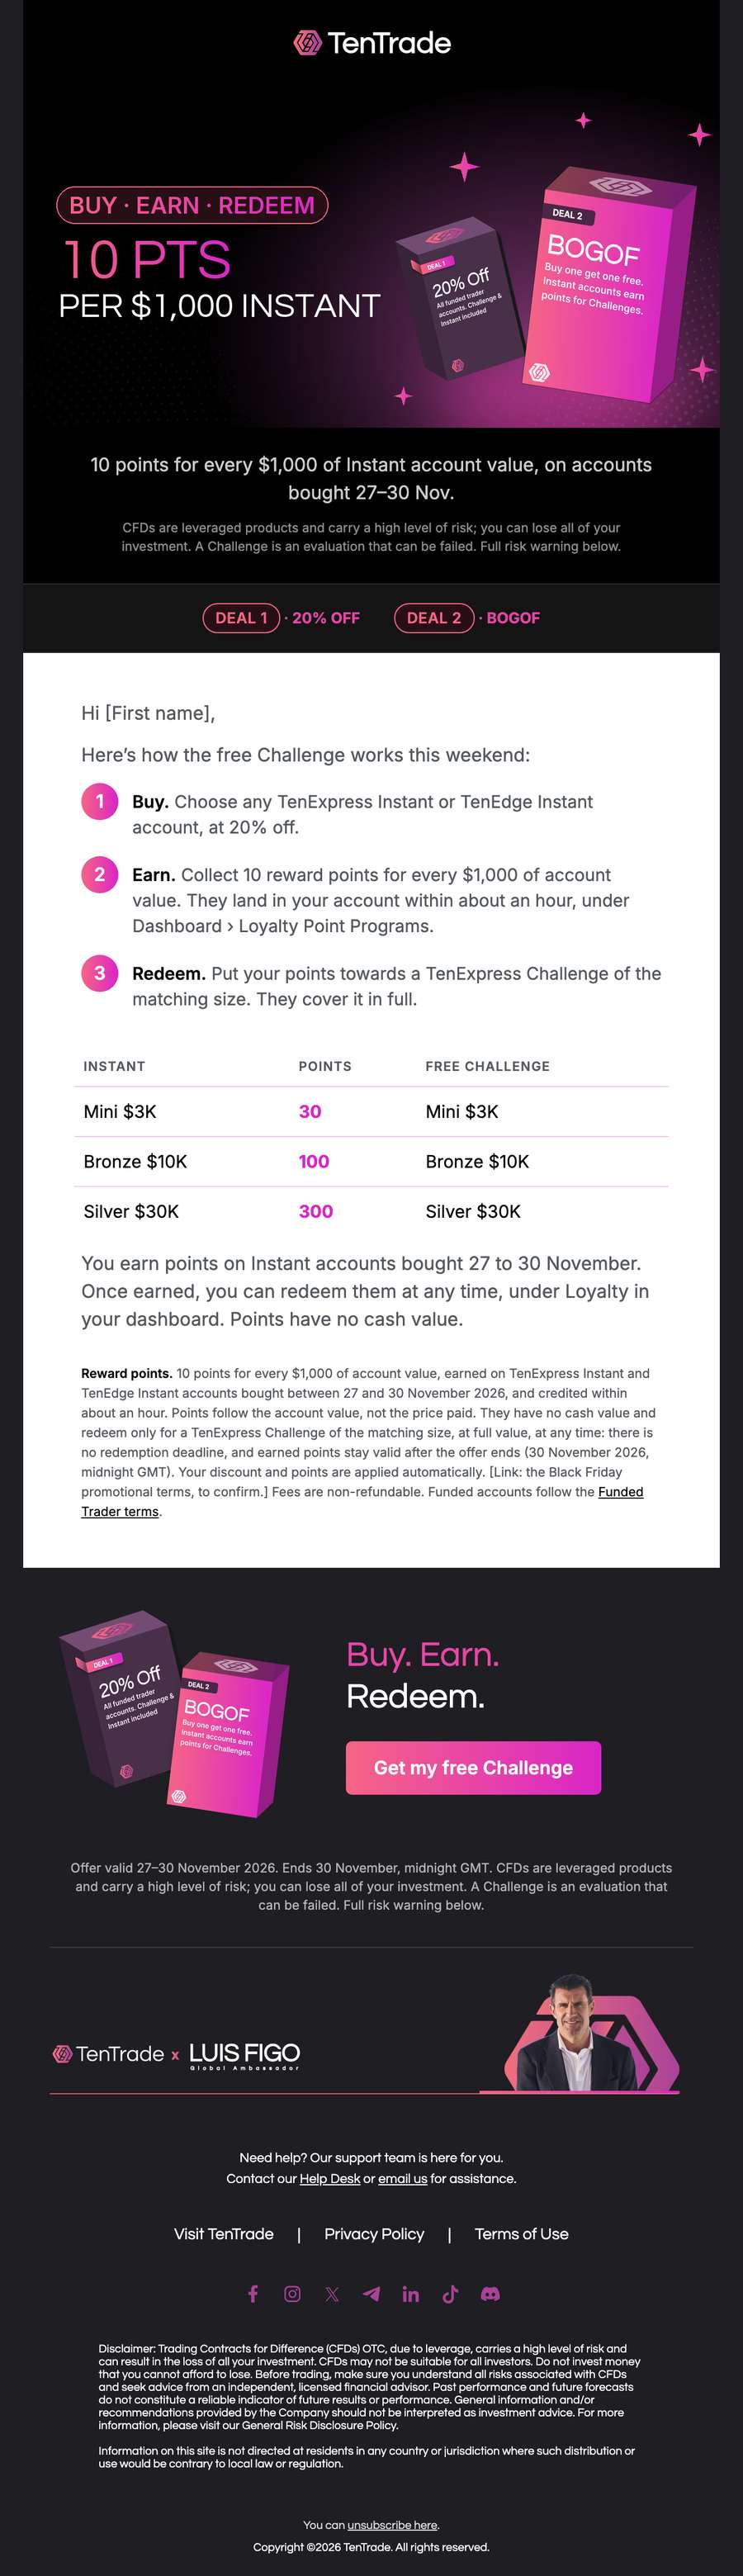 TenTrade
BUY · EARN · REDEEM
10 PTS
PER $1,000 INSTANT
DEAL 1
20% Off
All funded trader
accounts. Challenge &
Instant included
DEAL 2
BOGOF
Buy one get one free.
Instant accounts earn
points for Challenges.
10 points for every $1,000 of Instant account value, on accounts
bought 27–30 Nov.
CFDs are leveraged products and carry a high level of risk; you can lose all of your
investment. A Challenge is an evaluation that can be failed. Full risk warning below.
DEAL 1 · 20% OFF DEAL 2 · BOGOF
Hi [First name],
Here’s how the free Challenge works this weekend:
1 Buy. Choose any TenExpress Instant or TenEdge Instant
account, at 20% off.
2 Earn. Collect 10 reward points for every $1,000 of account
value. They land in your account within about an hour, under
Dashboard › Loyalty Point Programs.
3 Redeem. Put your points towards a TenExpress Challenge of the
matching size. They cover it in full.
INSTANT POINTS FREE CHALLENGE
Mini $3K 30 Mini $3K
Bronze $10K 100 Bronze $10K
Silver $30K 300 Silver $30K
You earn points on Instant accounts bought 27 to 30 November.
Once earned, you can redeem them at any time, under Loyalty in
your dashboard. Points have no cash value.
Reward points. 10 points for every $1,000 of account value, earned on TenExpress Instant and
TenEdge Instant accounts bought between 27 and 30 November 2026, and credited within
about an hour. Points follow the account value, not the price paid. They have no cash value and
redeem only for a TenExpress Challenge of the matching size, at full value, at any time: there is
no redemption deadline, and earned points stay valid after the offer ends (30 November 2026,
midnight GMT). Your discount and points are applied automatically. [Link: the Black Friday
promotional terms, to confirm.] Fees are non-refundable. Funded accounts follow the Funded
Trader terms.
DEAL 1
20% Off
All funded trader
accounts. Challenge &
Instant included
DEAL 2
BOGOF
Buy one get one free.
Instant accounts earn
points for Challenges.
Buy. Earn.
Redeem.
Get my free Challenge
Offer valid 27–30 November 2026. Ends 30 November, midnight GMT. CFDs are leveraged products
and carry a high level of risk; you can lose all of your investment. A Challenge is an evaluation that
can be failed. Full risk warning below.
TenTrade x LUIS FIGO
Global Ambassador
Need help? Our support team is here for you.
Contact our Help Desk or email us for assistance.
Visit TenTrade | Privacy Policy | Terms of Use
Disclaimer: Trading Contracts for Difference (CFDs) OTC, due to leverage, carries a high level of risk and
can result in the loss of all your investment. CFDs may not be suitable for all investors. Do not invest money
that you cannot afford to lose. Before trading, make sure you understand all risks associated with CFDs
and seek advice from an independent, licensed financial advisor. Past performance and future forecasts
do not constitute a reliable indicator of future results or performance. General information and/or
recommendations provided by the Company should not be interpreted as investment advice. For more
information, please visit our General Risk Disclosure Policy.
Information on this site is not directed at residents in any country or jurisdiction where such distribution or
use would be contrary to local law or regulation.
You can unsubscribe here.
Copyright ©2026 TenTrade. All rights reserved.